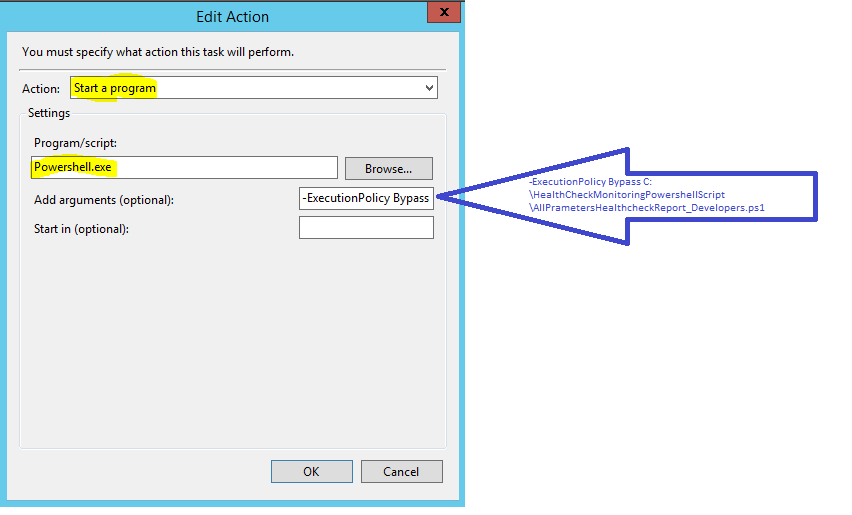 Edit Action
x
You must specify what action this task will perform.
Action: Start a program
Settings
Program/script:
Powershell.exe Browse...
Add arguments (optional): -ExecutionPolicy Bypass
Start in (optional):
-ExecutionPolicy Bypass C:
\HealthCheckMonitoringPowershellScript
\AllPrametersHealthcheckReport_Developers.ps1
OK Cancel